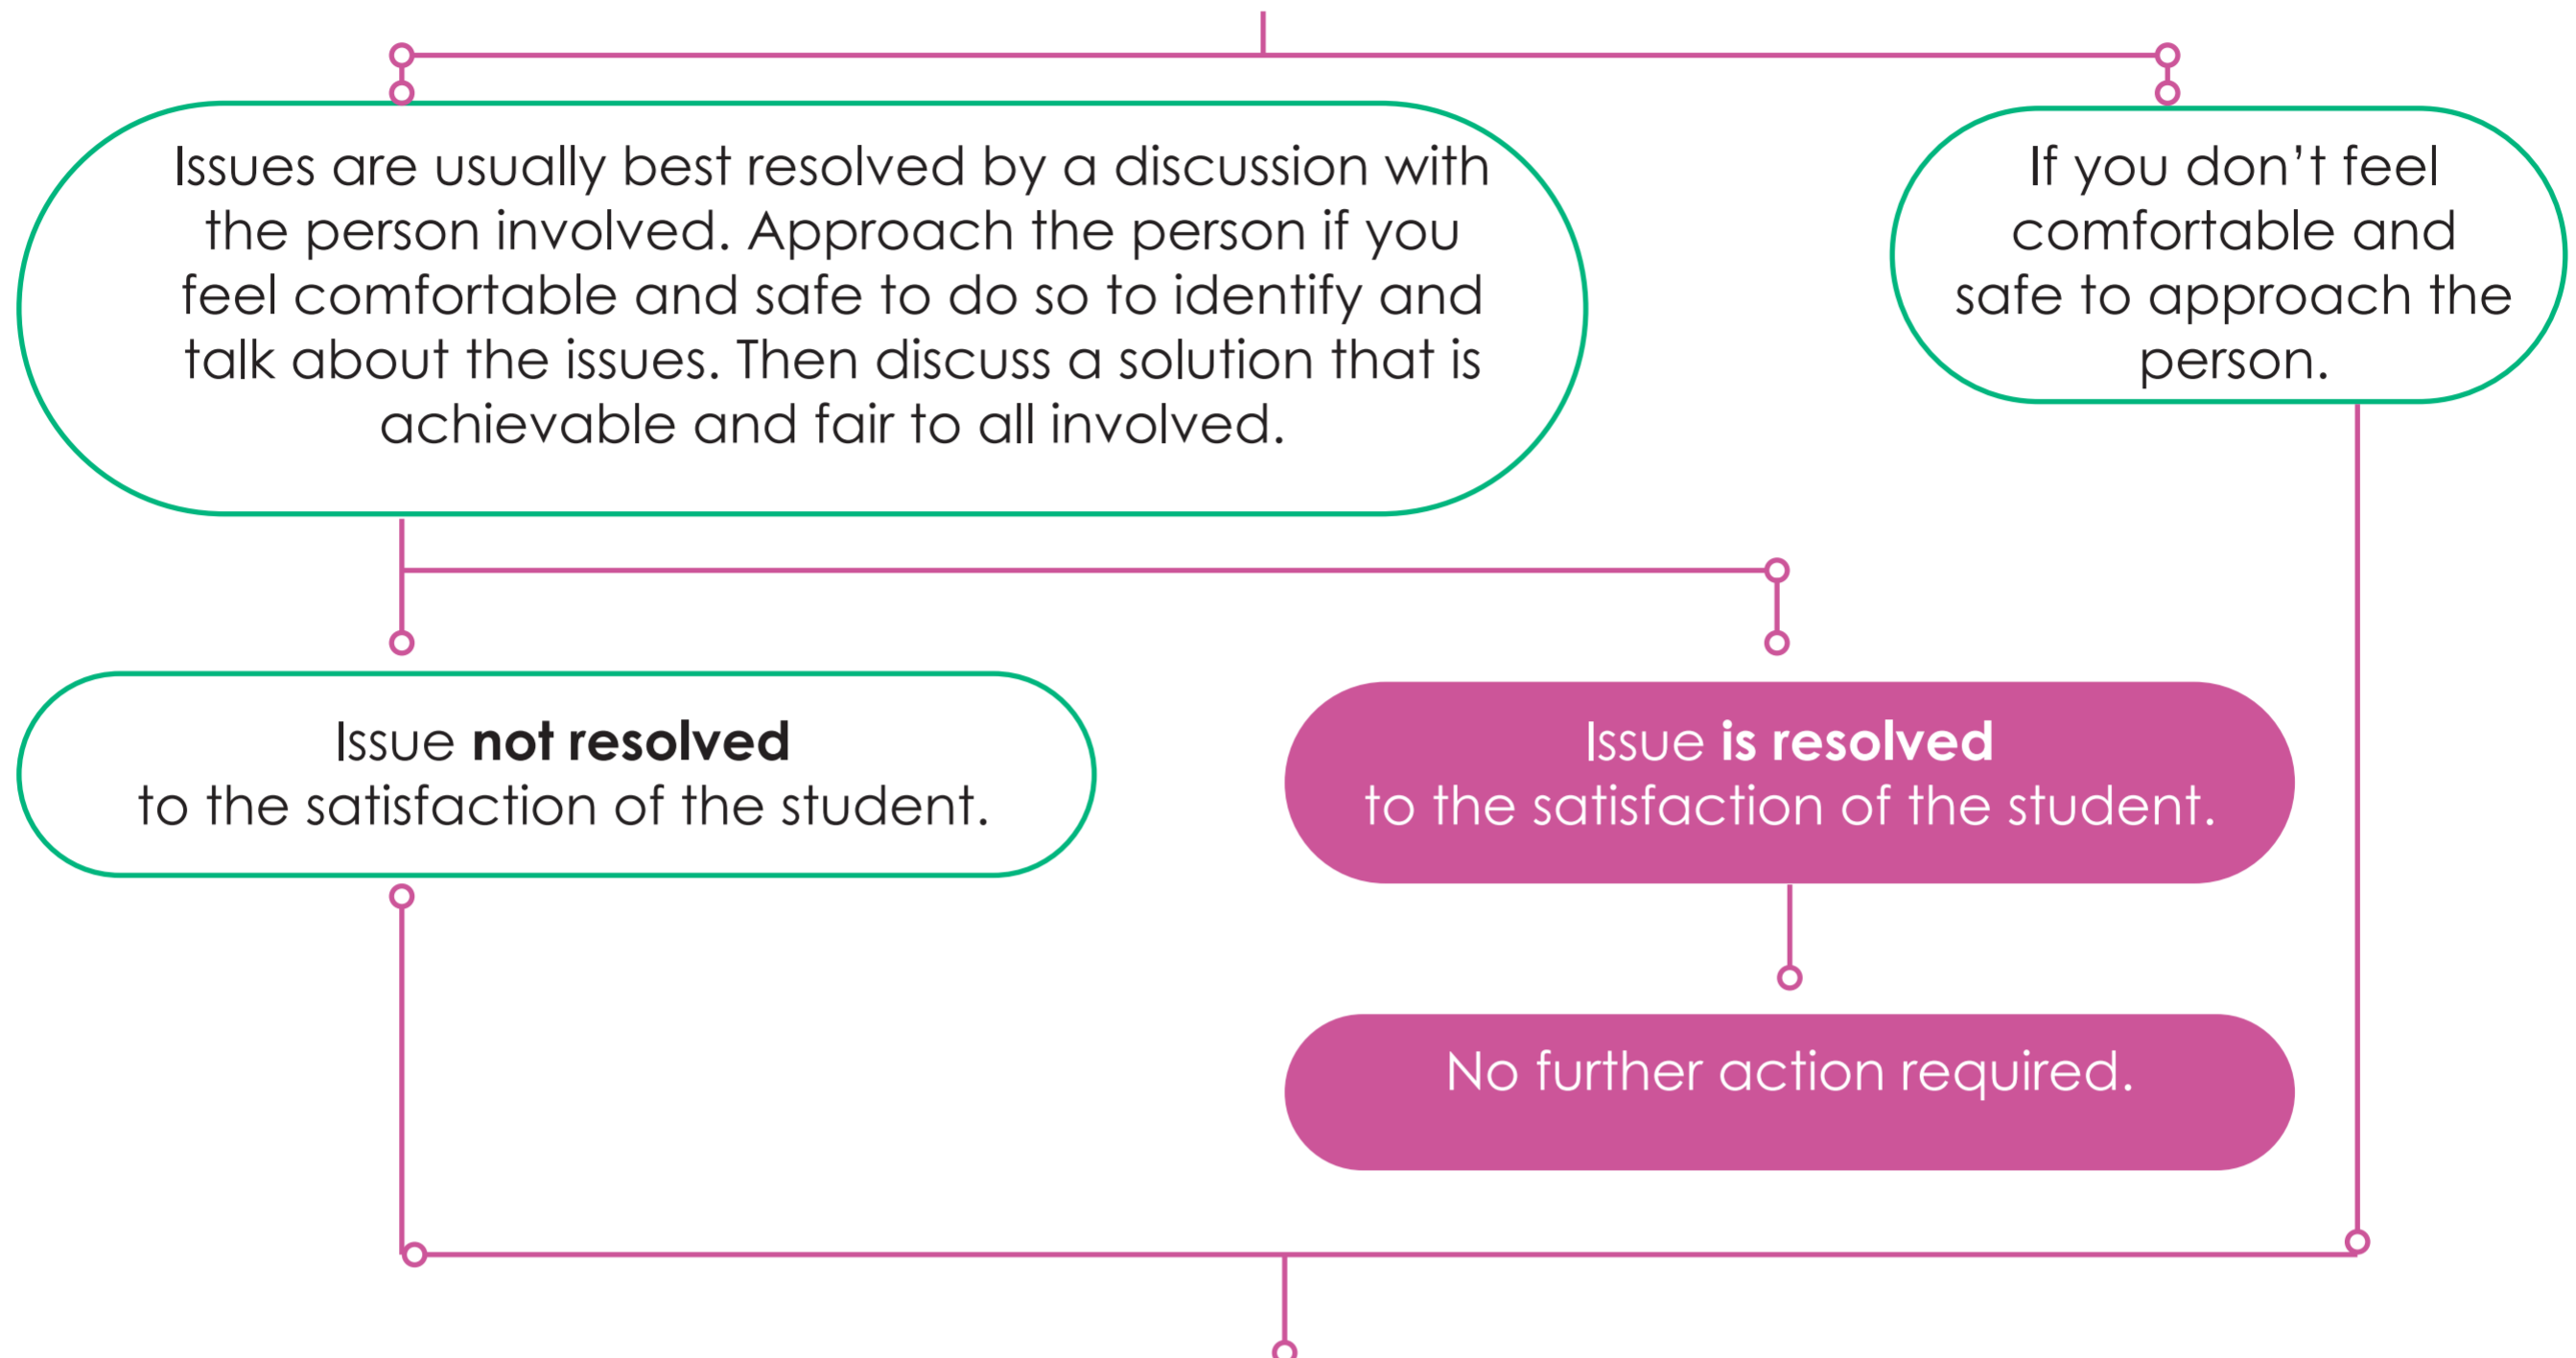 Issues are usually best resolved by a discussion with
the person involved. Approach the person if you
feel comfortable and safe to do so to identify and
talk about the issues. Then discuss a solution that is
achievable and fair to all involved.
If you don’t feel
comfortable and
safe to approach the
person.
Issue not resolved
to the satisfaction of the student.
Issue is resolved
to the satisfaction of the student.
No further action required.